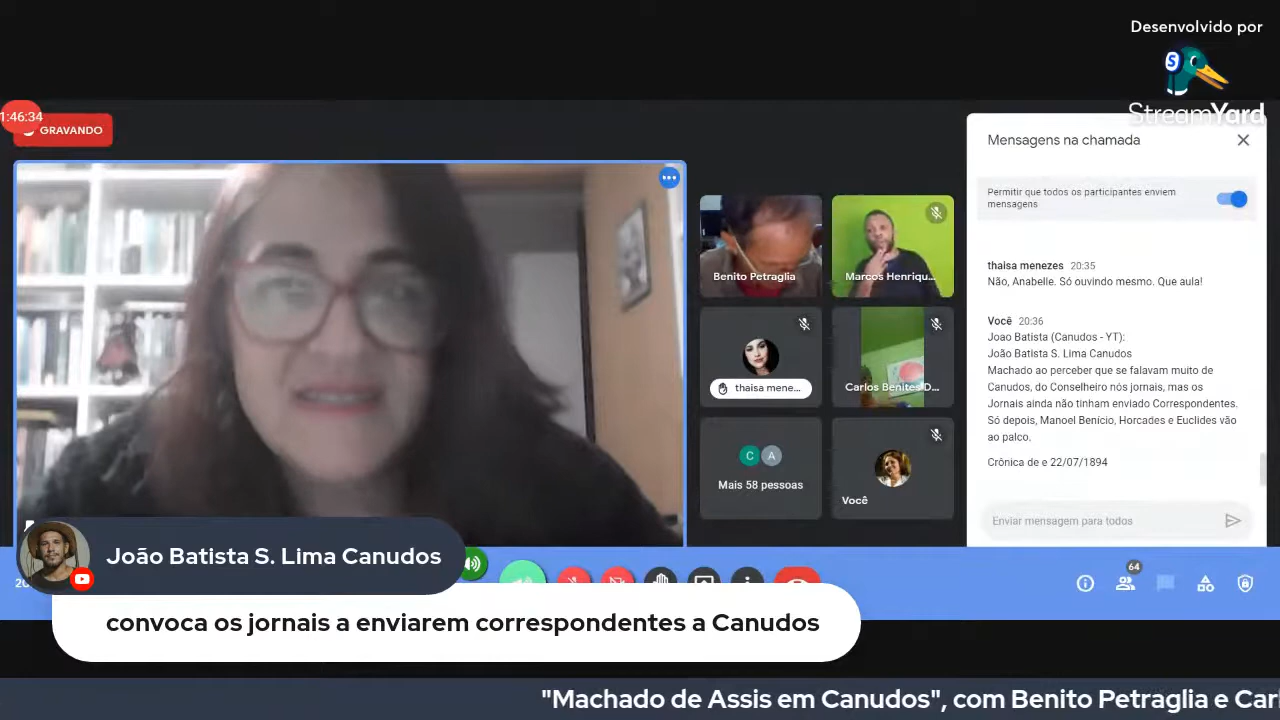 Desenvolvido por
StreamYard
1:46:34
GRAVANDO
Mensagens na chamada
Permitir que todos os participantes enviem
mensagens
thaisa menezes 20:35
Não, Anabelle. Só ouvindo mesmo. Que aula!
Você 20:36
Joao Batista (Canudos - YT):
João Batista S. Lima Canudos
Machado ao perceber que se falavam muito de
Canudos, do Conselheiro nós jornais, mas os
Jornais ainda não tinham enviado Correspondentes.
Só depois, Manoel Benício, Horcades e Euclides vão
ao palco.
Crônica de e 22/07/1894
Enviar mensagem para todos
Benito Petraglia
Marcos Henriqu...
thaisa mene...
Carlos Benites D...
C A
Mais 58 pessoas
Você
64
João Batista S. Lima Canudos
convoca os jornais a enviarem correspondentes a Canudos
"Machado de Assis em Canudos", com Benito Petraglia e Car